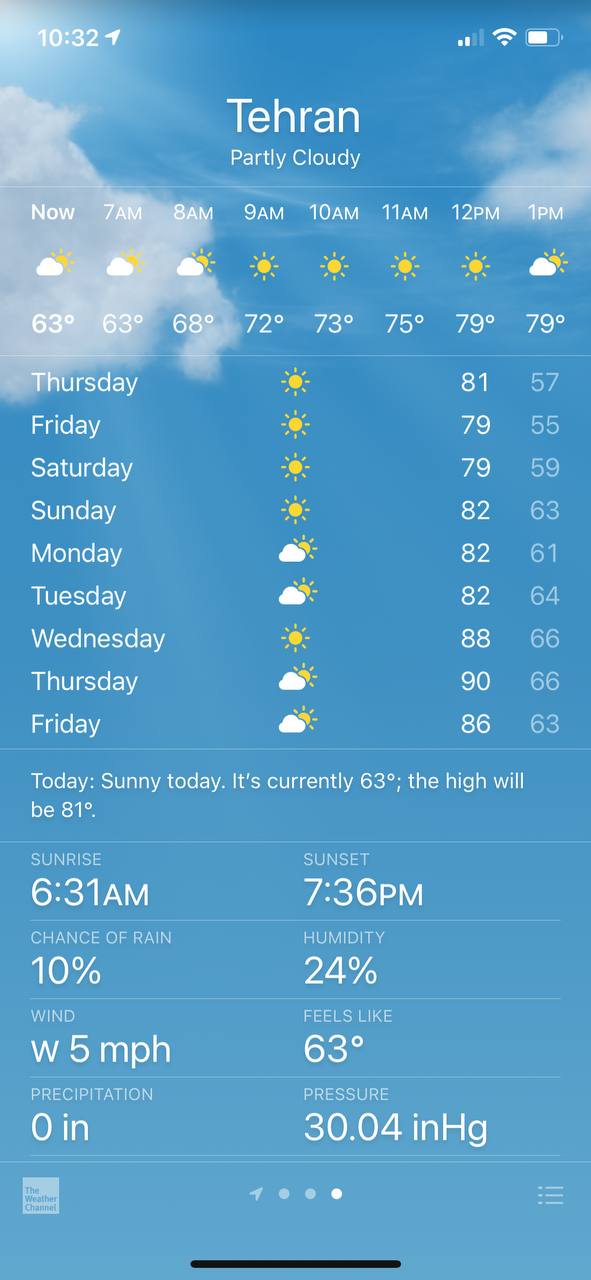 10:32
Tehran
Partly Cloudy
Now 7AM 8AM 9AM 10AM 11AM 12PM 1PM
63° 63° 68° 72° 73° 75° 79° 79°
Thursday 81 57
Friday 79 55
Saturday 79 59
Sunday 82 63
Monday 82 61
Tuesday 82 64
Wednesday 88 66
Thursday 90 66
Friday 86 63
Today: Sunny today. It’s currently 63°; the high will
be 81°.
SUNRISE SUNSET
6:31AM 7:36PM
CHANCE OF RAIN HUMIDITY
10% 24%
WIND FEELS LIKE
w 5 mph 63°
PRECIPITATION PRESSURE
0 in 30.04 inHg
The
Weather
Channel